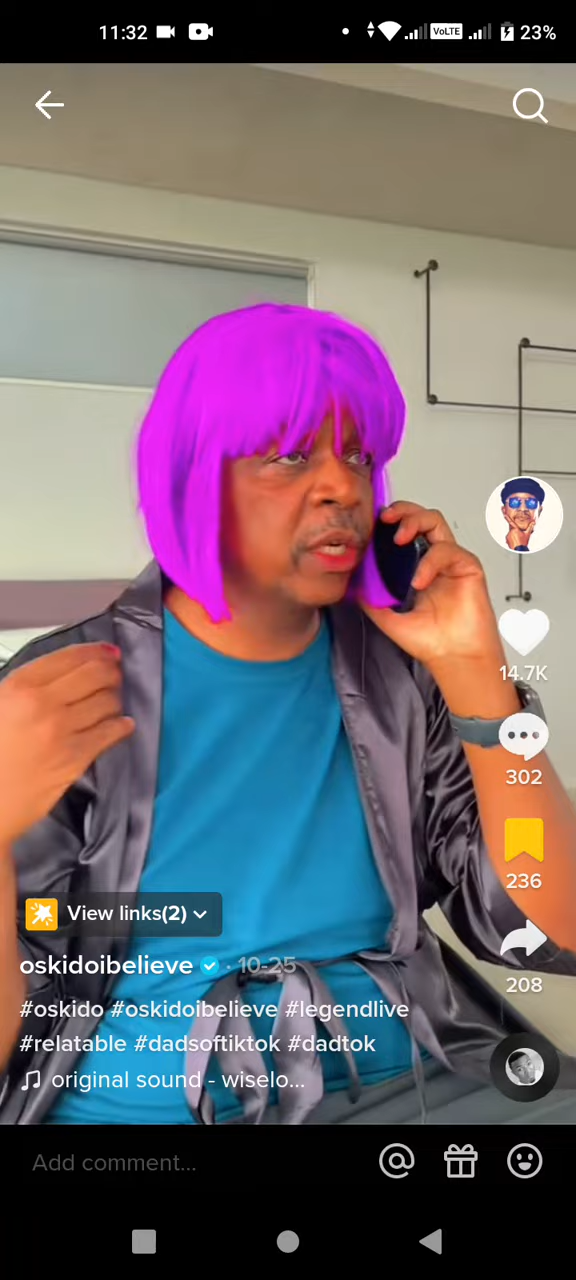 11:32
VoLTE
23%
14.7K
302
236
208
View links(2)
oskidoibelieve · 10-25
#oskido #oskidoibelieve #legendlive
#relatable #dadsoftiktok #dadtok
original sound - wiselo...
Add comment...